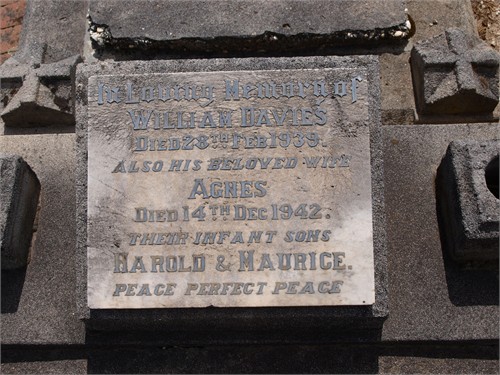 In Loving Memory of
WILLIAM DAVIES
DIED 28TH FEB 1939.
ALSO HIS BELOVED WIFE
AGNES
DIED 14TH DEC 1942.
THEIR INFANT SONS
HAROLD & MAURICE.
PEACE PERFECT PEACE